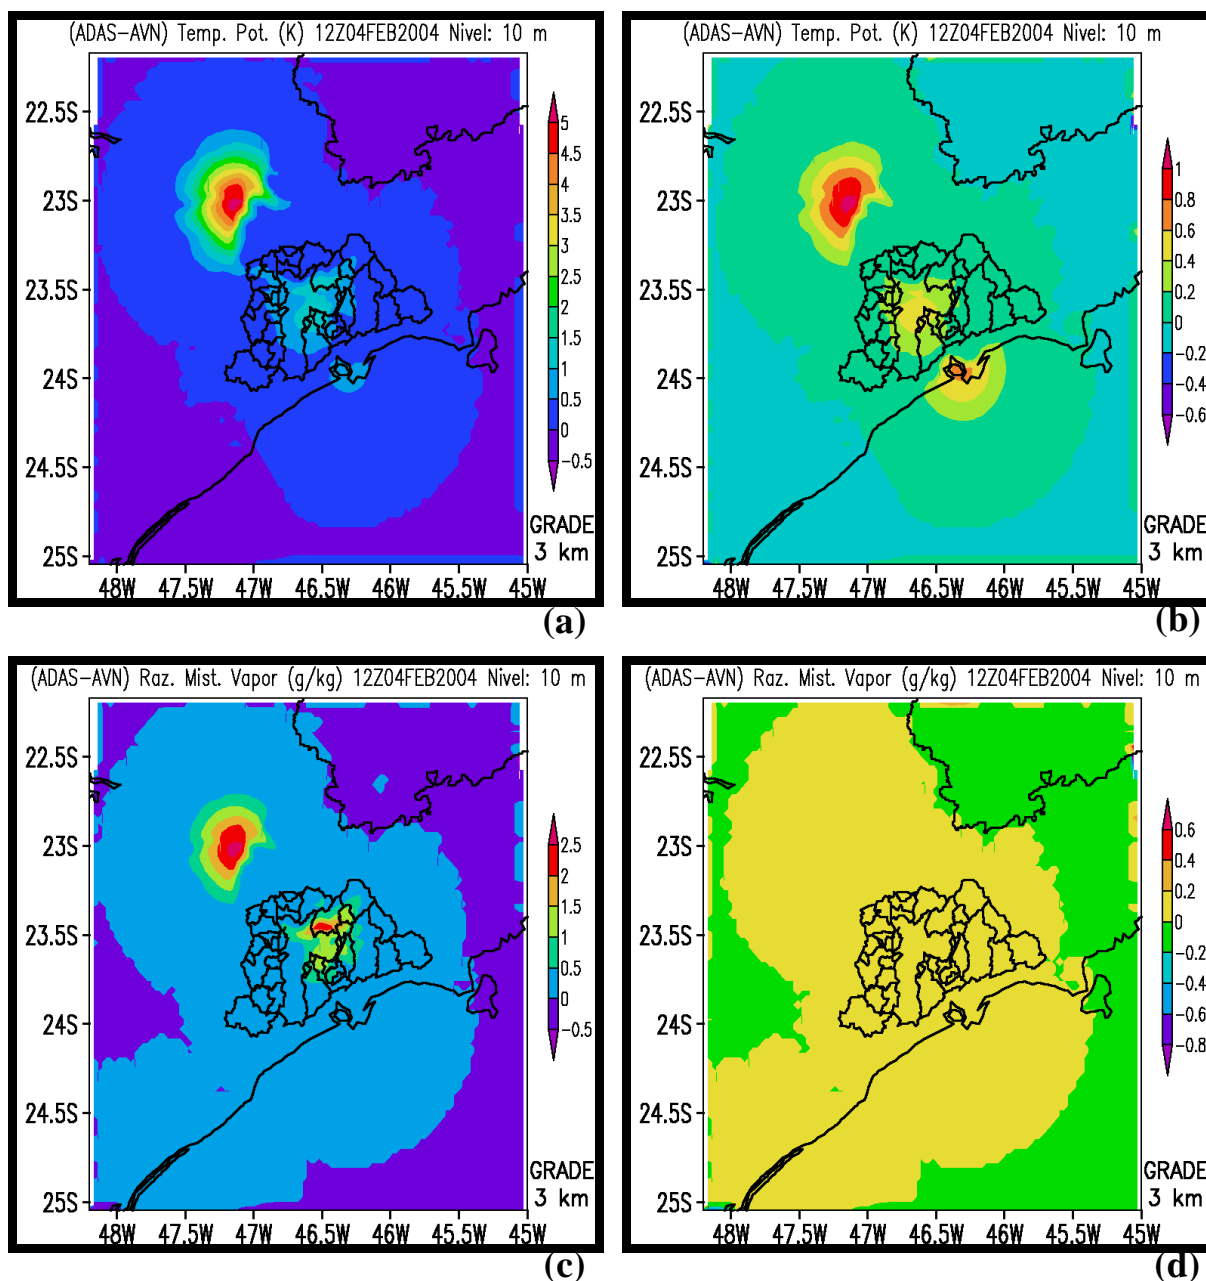 (ADAS-AVN) Temp. Pot. (K) 12Z04FEB2004 Nivel: 10 m
22.5S
23S
23.5S
24S
24.5S
25S
48W 47.5W 47W 46.5W 46W 45.5W 45W
5
4.5
4
3.5
3
2.5
2
1.5
1
0.5
0
-0.5
GRADE
3 km
(a)
(ADAS-AVN) Temp. Pot. (K) 12Z04FEB2004 Nivel: 10 m
22.5S
23S
23.5S
24S
24.5S
25S
48W 47.5W 47W 46.5W 46W 45.5W 45W
1
0.8
0.6
0.4
0.2
0
-0.2
-0.4
-0.6
GRADE
3 km
(b)
(ADAS-AVN) Raz. Mist. Vapor (g/kg) 12Z04FEB2004 Nivel: 10 m
22.5S
23S
23.5S
24S
24.5S
25S
48W 47.5W 47W 46.5W 46W 45.5W 45W
2.5
2
1.5
1
0.5
0
-0.5
GRADE
3 km
(c)
(ADAS-AVN) Raz. Mist. Vapor (g/kg) 12Z04FEB2004 Nivel: 10 m
22.5S
23S
23.5S
24S
24.5S
25S
48W 47.5W 47W 46.5W 46W 45.5W 45W
0.6
0.4
0.2
0
-0.2
-0.4
-0.6
-0.8
GRADE
3 km
(d)